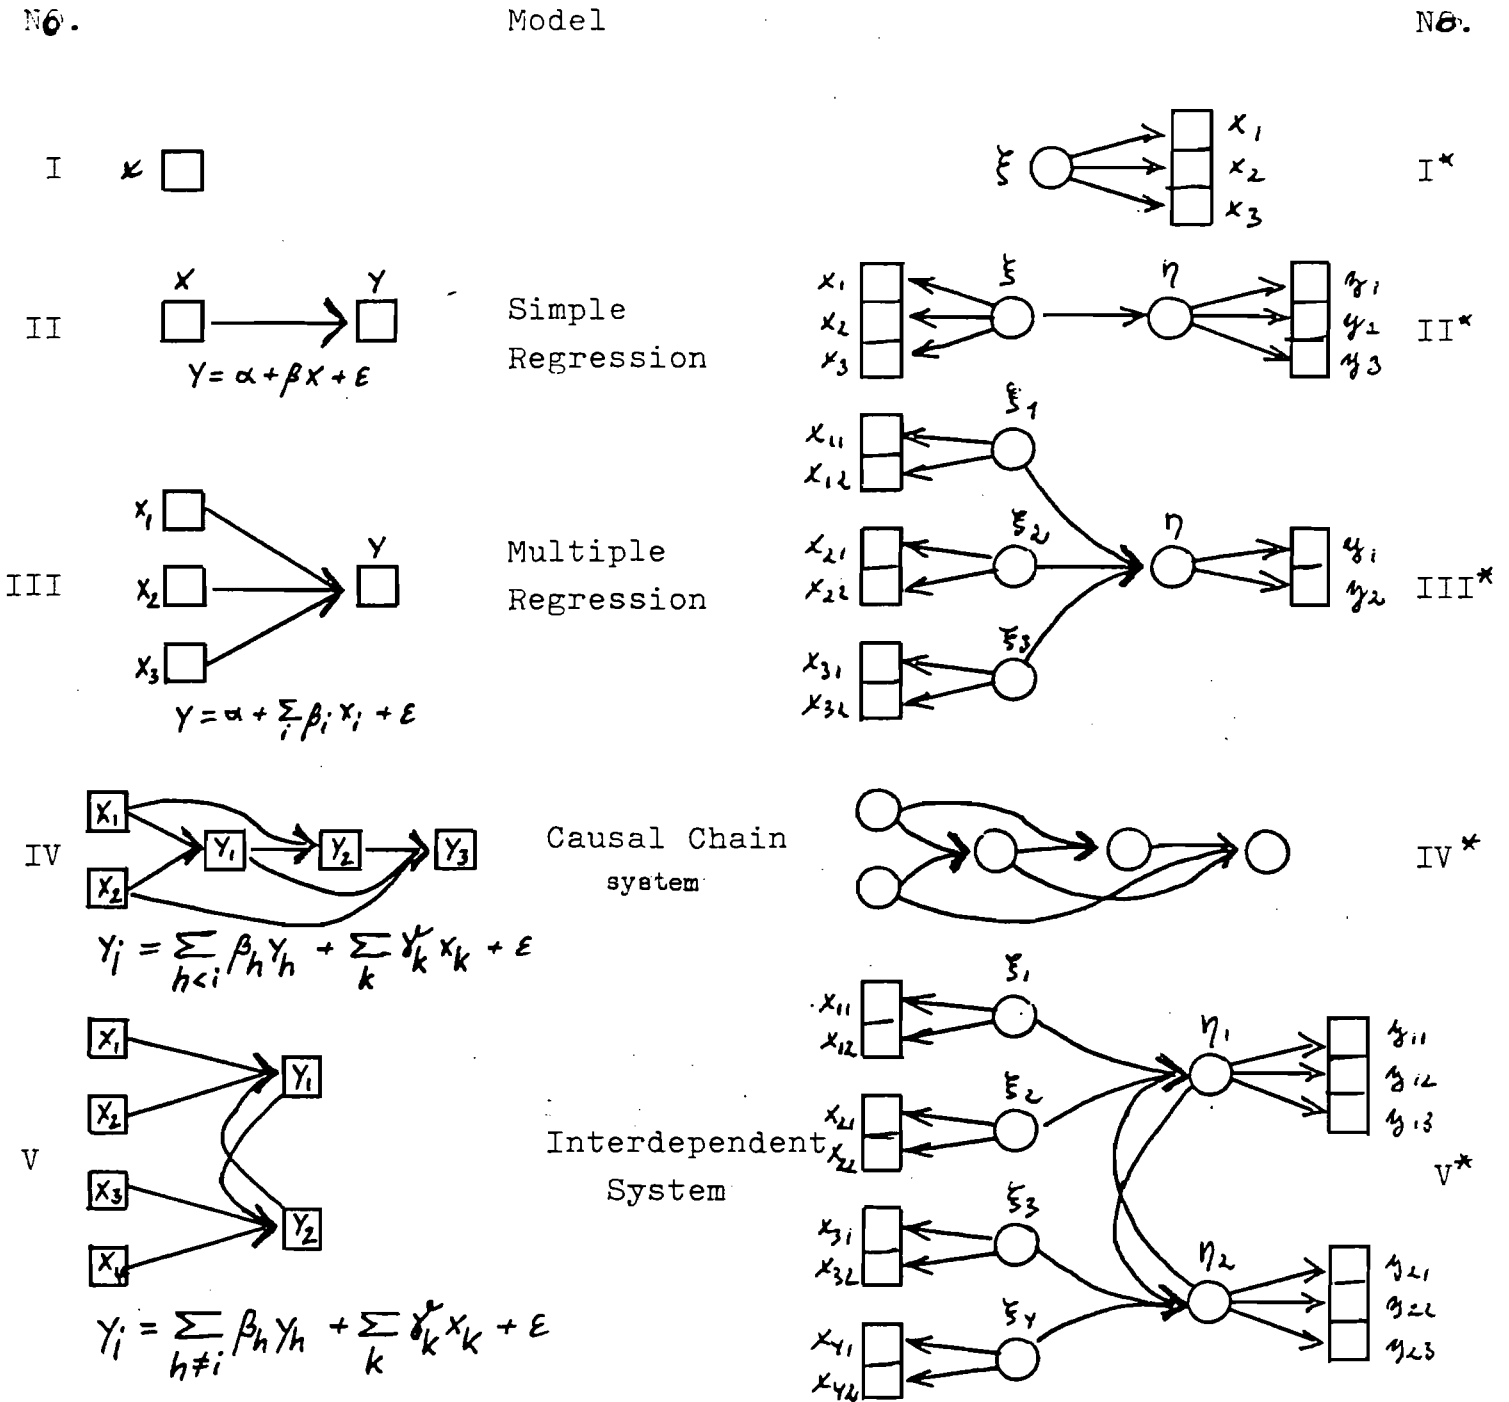 No. Model No.
I x ξ x1 I*
x2
x3
X Y
II Simple x1 ξ η y1 II*
Regression x2 y2
Y = α + βX + ε x3 y3
ξ1
x11
x12
X1 Multiple ξ2 η
III X2 Y Regression x21 y1 III*
x22 y2
X3 ξ3
x31
x32
Y = α + Σi βi Xi + ε
IV X1 Y1 Y2 Y3 Causal Chain IV*
X2 system
Yi = Σh<i βh Yh + Σk γk Xk + ε
ξ1
x11
x12
V X1 Y1 η1 y11
X2 ξ2 y12
x21 y13
Interdependent x22 V*
X3 System ξ3
Y2 x31 η2
X4 x32 y21
ξ4 y22
x41 y23
x42
Yi = Σh≠i βh Yh + Σk γk Xk + ε